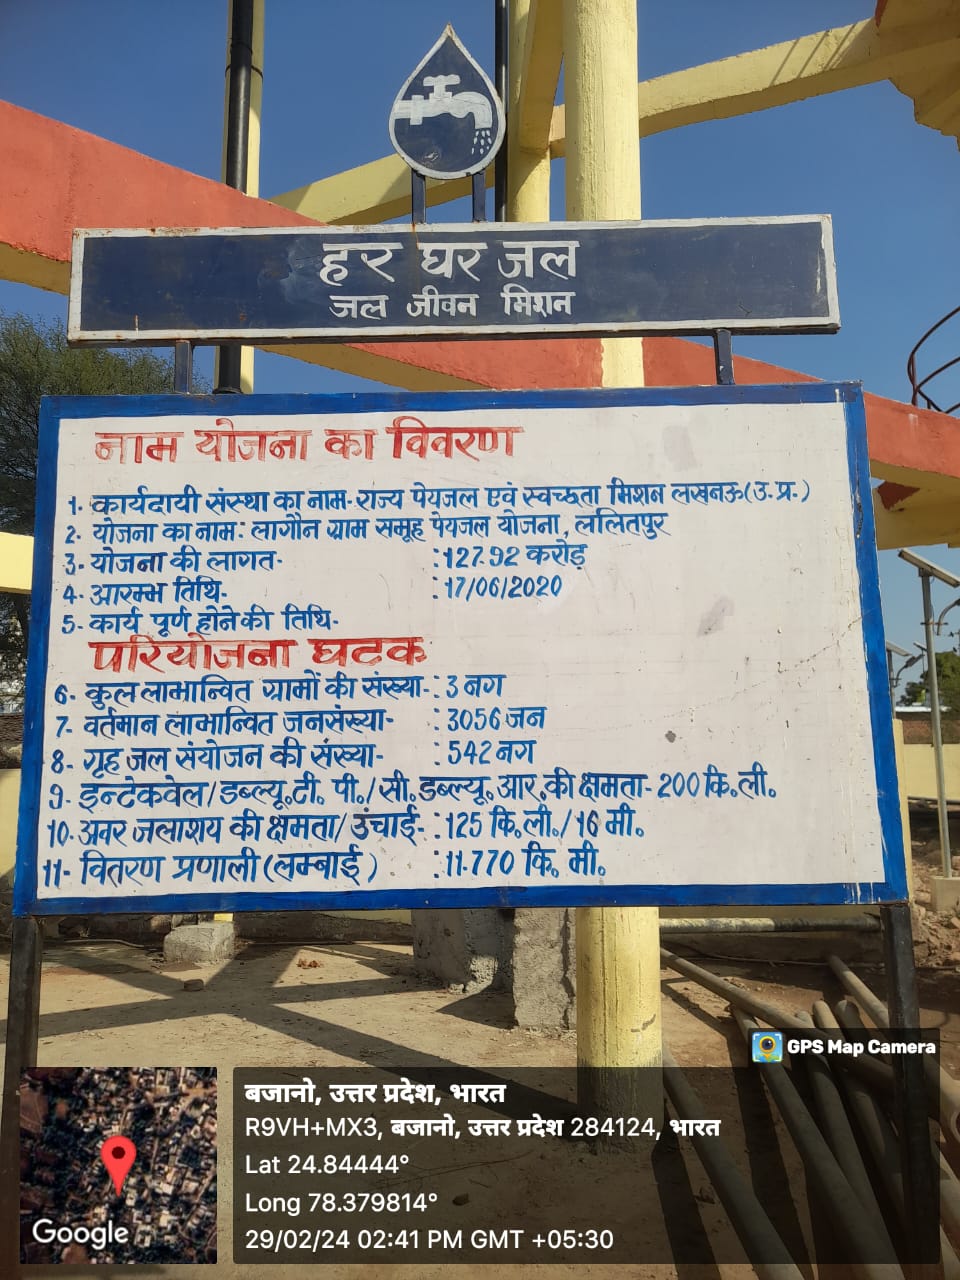 हर घर जल
जल जीवन मिशन
नाम योजना का विवरण
1. कार्यदायी संस्था का नाम- राज्य पेयजल एवं स्वच्छता मिशन लखनऊ (उ.प्र.)
2. योजना का नाम: लागौन ग्राम समूह पेयजल योजना, ललितपुर
3. योजना की लागत- :127.92 करोड़
4. आरम्भ तिथि- :17/06/2020
5. कार्य पूर्ण होने की तिथि-
परियोजना घटक
6- कुल लाभान्वित ग्रामों की संख्या-: 3 नग
7- वर्तमान लाभान्वित जनसंख्या- :3056 जन
8- गृह जल संयोजन की संख्या- :542 नग
9- इन्टेकवेल/डब्ल्यू॰टी॰ पी॰/सी॰ डब्ल्यू॰ आर॰ की क्षमता- 200 कि॰ ली॰
10- अवर जलाशय की क्षमता/उंचाई-:125 कि॰ ली॰/16 मी॰
11- वितरण प्रणाली (लम्बाई) :11.770 कि॰ मी॰
GPS Map Camera
बजानो, उत्तर प्रदेश, भारत
R9VH+MX3, बजानो, उत्तर प्रदेश 284124, भारत
Lat 24.84444°
Long 78.379814°
29/02/24 02:41 PM GMT +05:30
Google